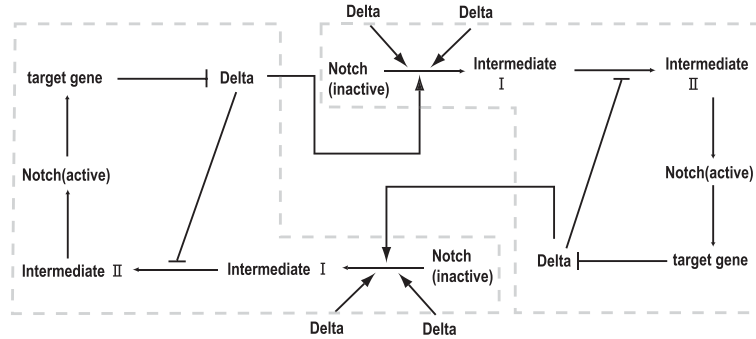 Delta
Delta
target gene
Delta
Notch
(inactive)
Intermediate
I
Intermediate
II
Notch(active)
Notch(active)
Intermediate II
Intermediate I
Notch
(inactive)
Delta
target gene
Delta
Delta